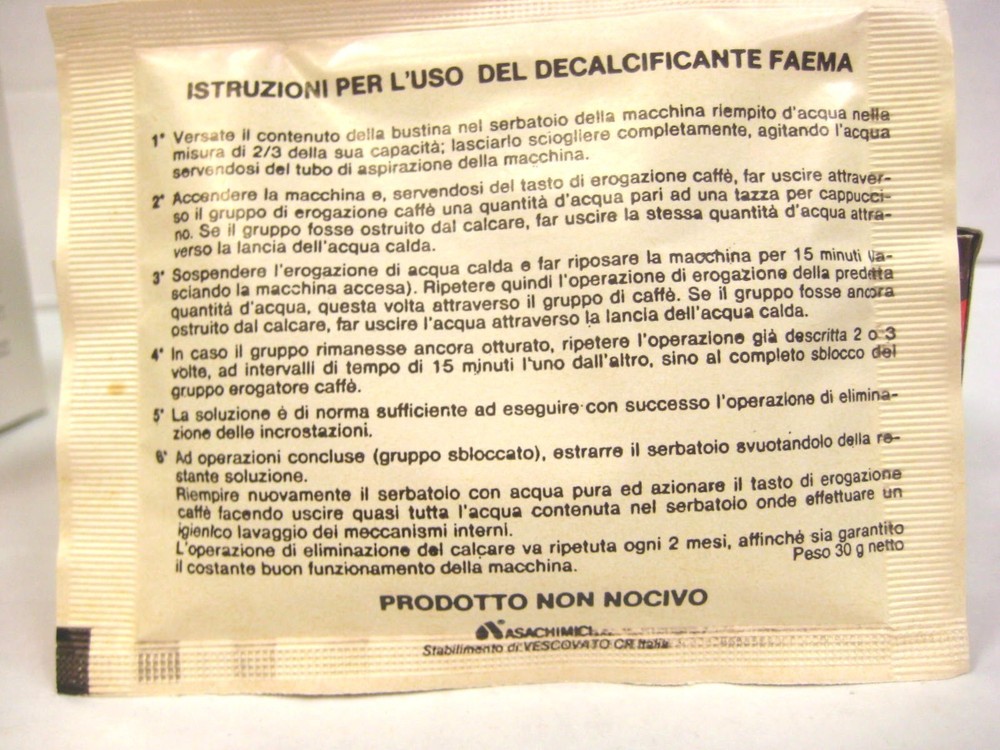 ISTRUZIONI PER L'USO DEL DECALCIFICANTE FAEMA
1° Versate il contenuto della bustina nel serbatoio della macchina riempito d'acqua nella
misura di 2/3 della sua capacità; lasciarlo sciogliere completamente, agitando l'acqua
servendosi del tubo di aspirazione della macchina.
2° Accendere la macchina e, servendosi del tasto di erogazione caffè, far uscire attraver-
so il gruppo di erogazione caffè una quantità d'acqua pari ad una tazza per cappucci-
no. Se il gruppo fosse ostruito dal calcare, far uscire la stessa quantità d'acqua attra-
verso la lancia dell'acqua calda.
3° Sospendere l'erogazione di acqua calda e far riposare la macchina per 15 minuti (la-
sciando la macchina accesa). Ripetere quindi l'operazione di erogazione della predetta
quantità d'acqua, questa volta attraverso il gruppo di caffè. Se il gruppo fosse ancora
ostruito dal calcare, far uscire l'acqua attraverso la lancia dell'acqua calda.
4° In caso il gruppo rimanesse ancora otturato, ripetere l'operazione già descritta 2 o 3
volte, ad intervalli di tempo di 15 minuti l'uno dall'altro, sino al completo sblocco del
gruppo erogatore caffè.
5° La soluzione è di norma sufficiente ad eseguire con successo l'operazione di elimina-
zione delle incrostazioni.
6° Ad operazioni concluse (gruppo sbloccato), estrarre il serbatoio svuotandolo della re-
stante soluzione.
Riempire nuovamente il serbatoio con acqua pura ed azionare il tasto di erogazione
caffè facendo uscire quasi tutta l'acqua contenuta nel serbatoio onde effettuare un
igienico lavaggio dei meccanismi interni.
L'operazione di eliminazione del calcare va ripetuta ogni 2 mesi, affinchè sia garantito
il costante buon funzionamento della macchina.
Peso 30 g netto
PRODOTTO NON NOCIVO
ASACHIMICI
Stabilimento di VESCOVATO CR Italia